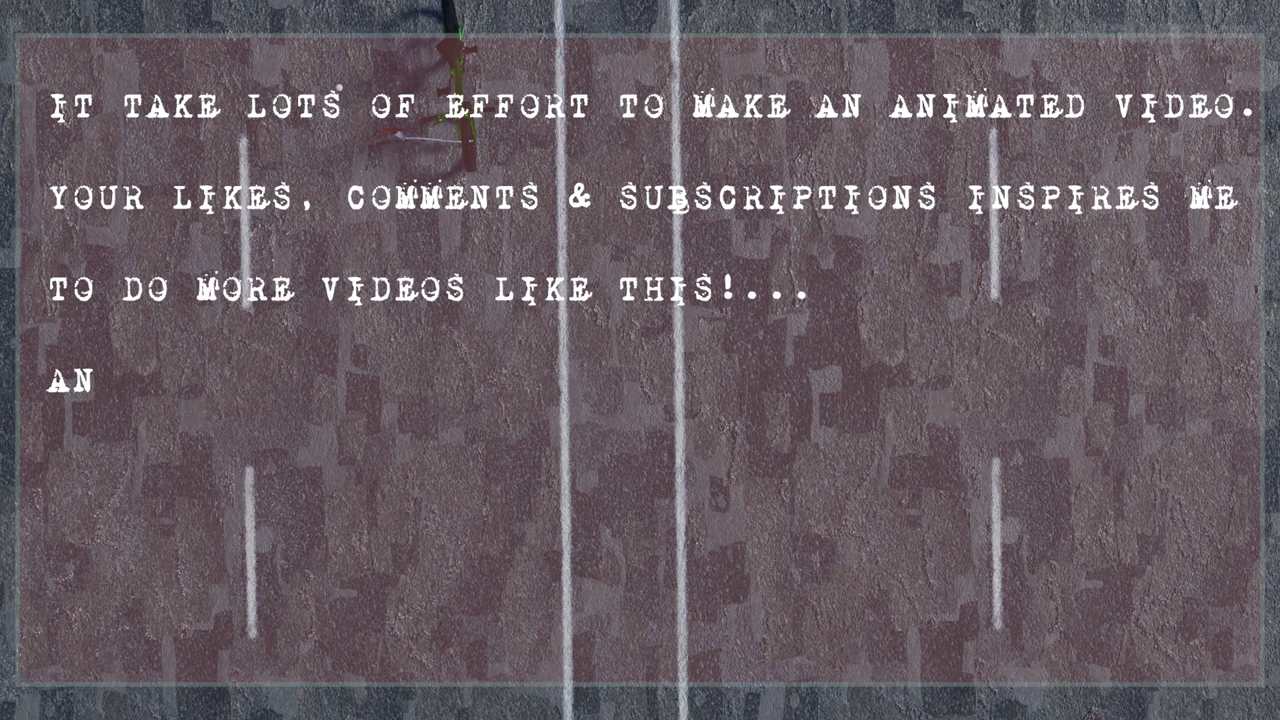 IT TAKE LOTS OF EFFORT TO MAKE AN ANIMATED VIDEO.
YOUR LIKES, COMMENTS & SUBSCRIPTIONS INSPIRES ME
TO DO MORE VIDEOS LIKE THIS!...
AN